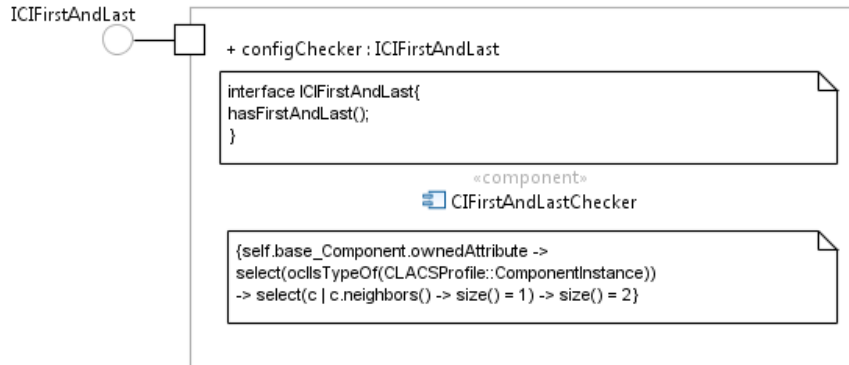 ICIFirstAndLast
+ configChecker : ICIFirstAndLast
interface ICIFirstAndLast{
hasFirstAndLast();
}
«component»
CIFirstAndLastChecker
{self.base_Component.ownedAttribute ->
select(oclIsTypeOf(CLACSProfile::ComponentInstance))
-> select(c | c.neighbors() -> size() = 1) -> size() = 2}